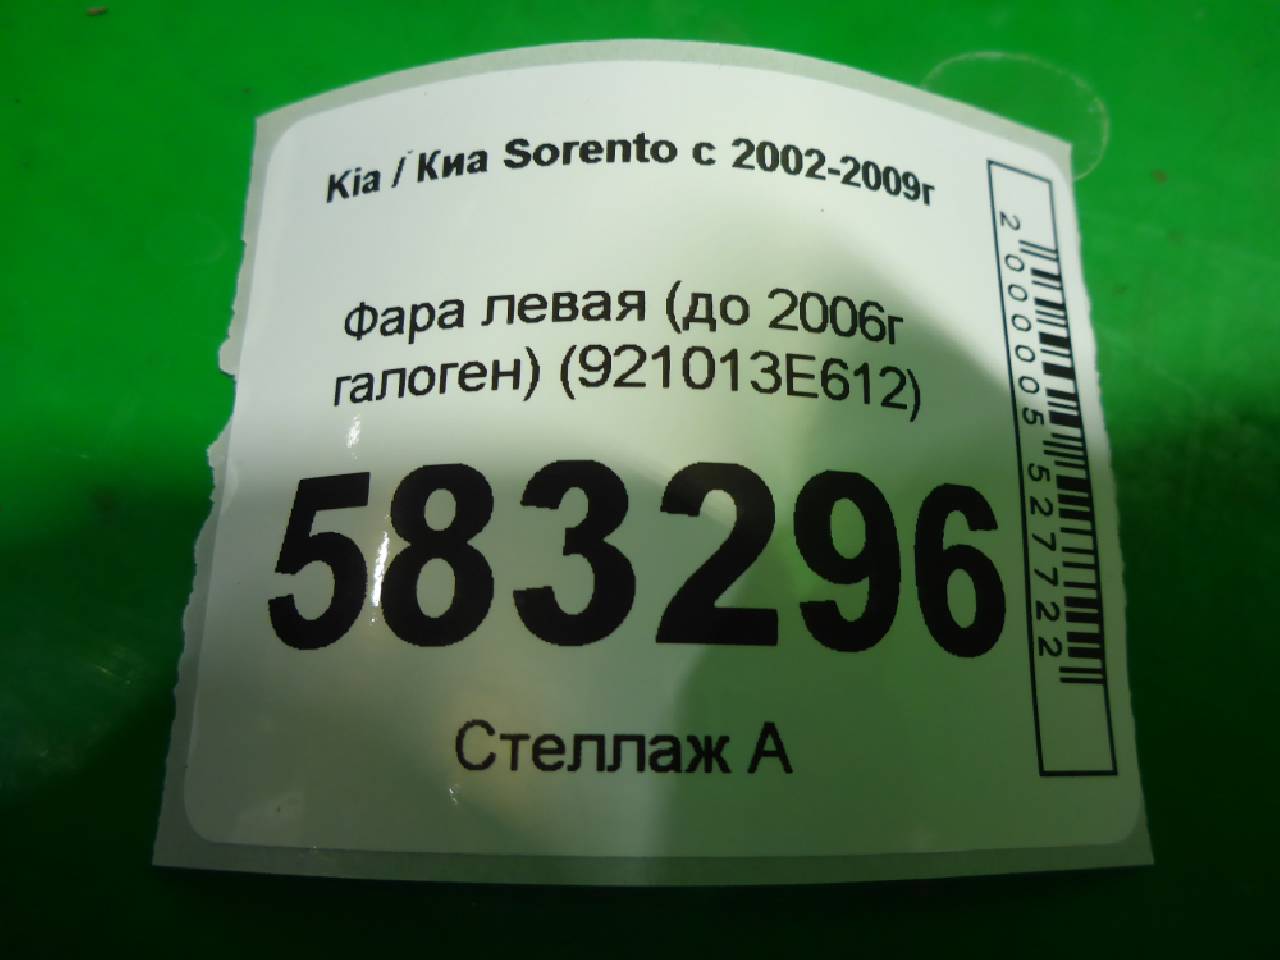 Kia / Киа Sorento с 2002-2009г
Фара левая (до 2006г
галоген) (921013E612)
583296
Стеллаж А
2000005527722